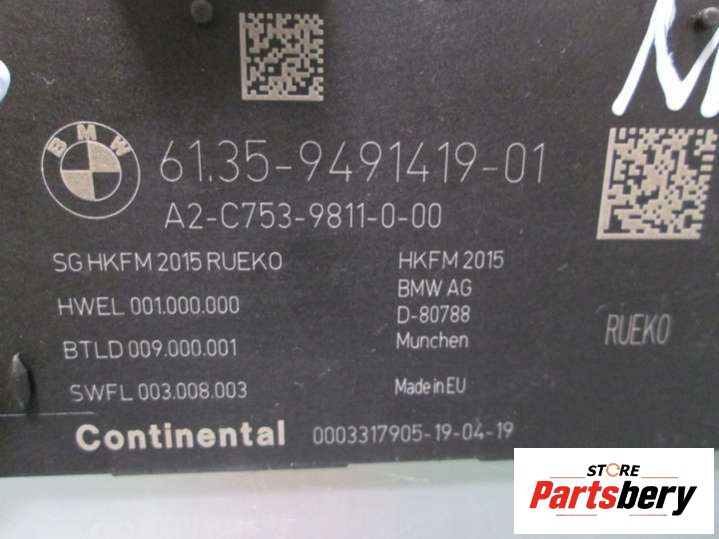 BMW
61.35-9491419-01
A2-C753-9811-0-00
SG HKFM 2015 RUEKO
HWEL 001.000.000
BTLD 009.000.001
SWFL 003.008.003
HKFM 2015
BMW AG
D-80788
Munchen
Made in EU
RUEKO
Continental 0003317905-19-04-19
STORE
Partsbery